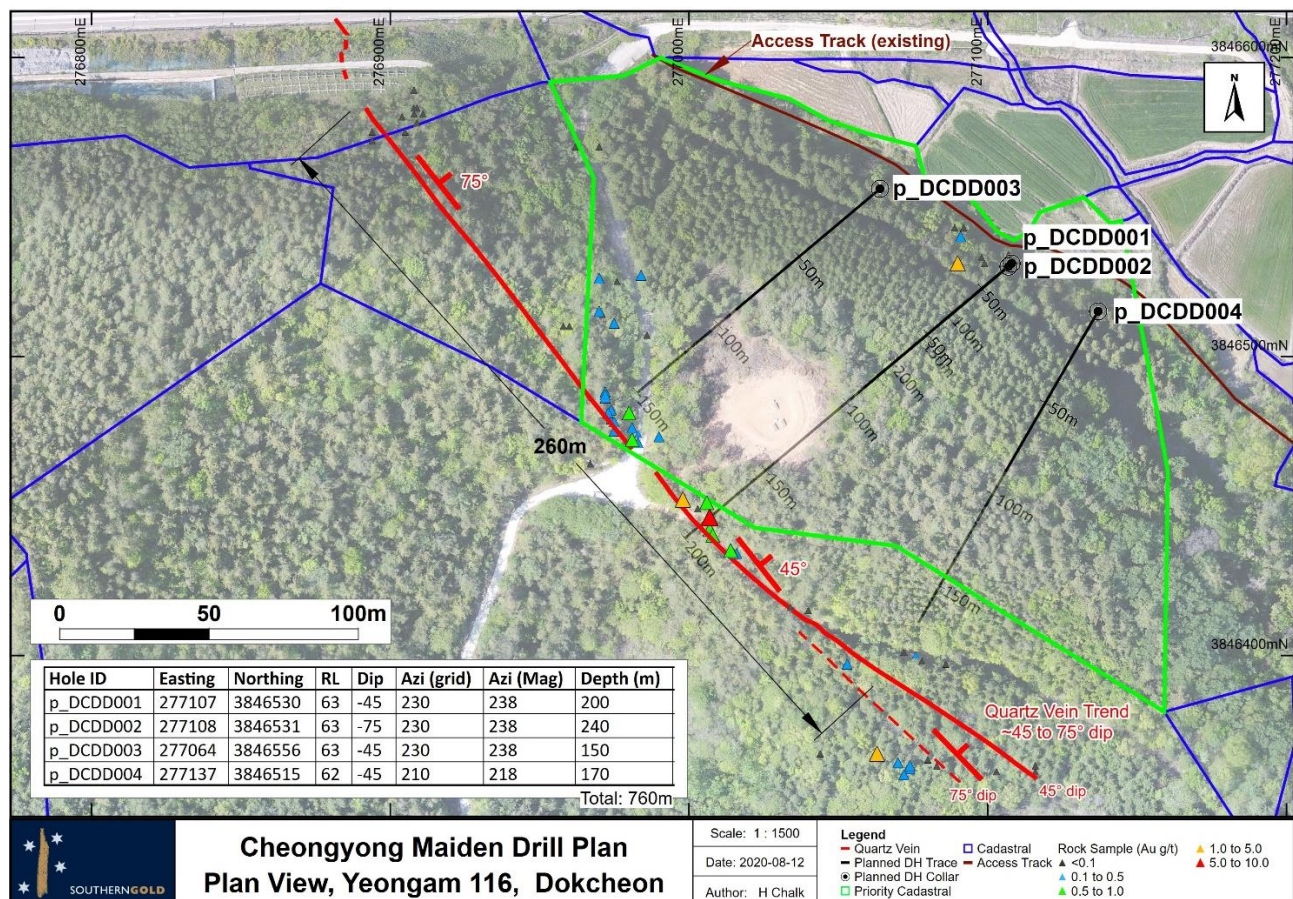 276800mE
276900mE
277000mE
277100mE
277200mE
3846600mN
Access Track (existing)
N
75°
p_DCDD003
p_DCDD001
p_DCDD002
p_DCDD004
50m
100m
150m
50m
100m
200m
50m
100m
150m
200m
50m
100m
150m
3846500mN
260m
45°
3846400mN
Quartz Vein Trend
~45 to 75° dip
75° dip
45° dip
0 50 100m
Hole ID Easting Northing RL Dip Azi (grid) Azi (Mag) Depth (m)
p_DCDD001 277107 3846530 63 -45 230 238 200
p_DCDD002 277108 3846531 63 -75 230 238 240
p_DCDD003 277064 3846556 63 -45 230 238 150
p_DCDD004 277137 3846515 62 -45 210 218 170
Total: 760m
SOUTHERNGOLD
Cheongyong Maiden Drill Plan
Plan View, Yeongam 116, Dokcheon
Scale: 1 : 1500
Date: 2020-08-12
Author: H Chalk
Legend
Quartz Vein
Planned DH Trace
Planned DH Collar
Priority Cadastral
Cadastral
Access Track
Rock Sample (Au g/t)
<0.1
0.1 to 0.5
0.5 to 1.0
1.0 to 5.0
5.0 to 10.0